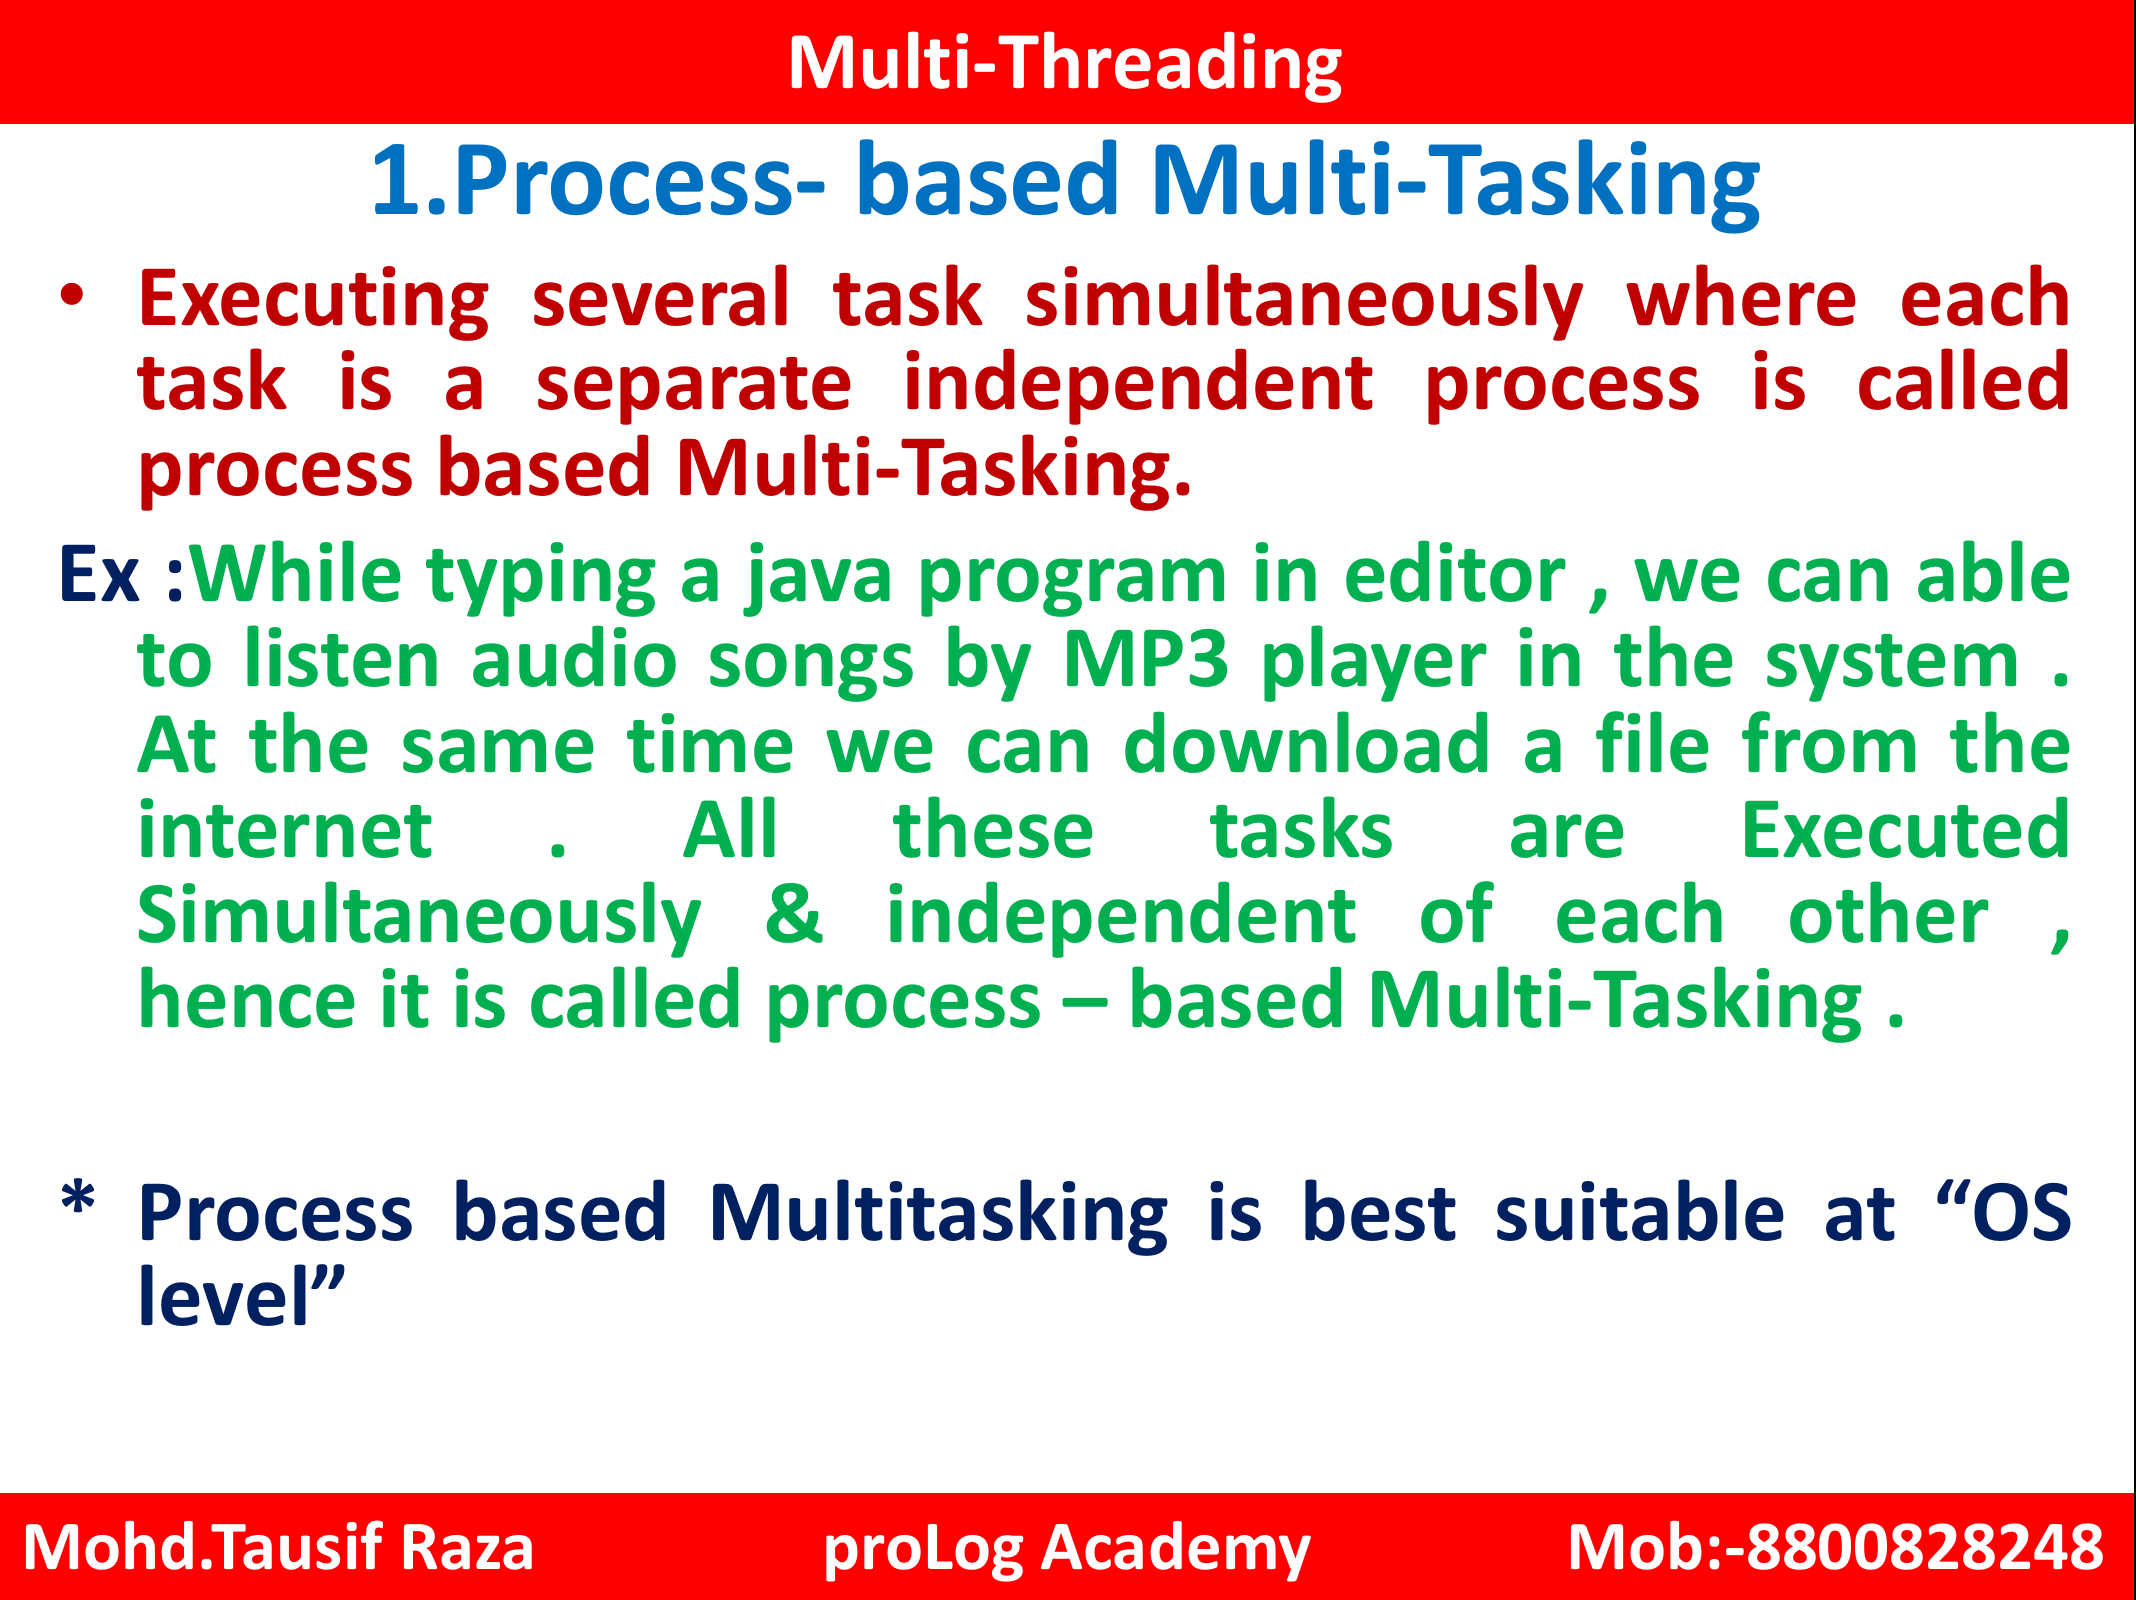 Multi-Threading
1.Process- based Multi-Tasking
• Executing several task simultaneously where each
task is a separate independent process is called
process based Multi-Tasking.
Ex :While typing a java program in editor , we can able
to listen audio songs by MP3 player in the system .
At the same time we can download a file from the
internet . All these tasks are Executed
Simultaneously & independent of each other ,
hence it is called process – based Multi-Tasking .
* Process based Multitasking is best suitable at “OS
level”
Mohd.Tausif Raza proLog Academy Mob:-8800828248